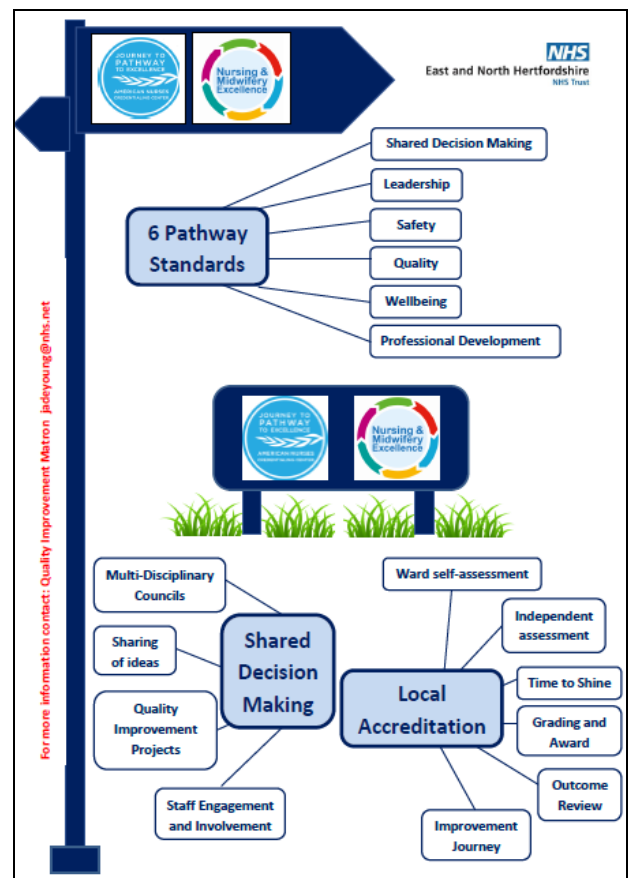 JOURNEY TO
PATHWAY
TO EXCELLENCE
AMERICAN NURSES
CREDENTIALING CENTER
Nursing &
Midwifery
Excellence
NHS
East and North Hertfordshire
NHS Trust
6 Pathway
Standards
Shared Decision Making
Leadership
Safety
Quality
Wellbeing
Professional Development
For more information contact: Quality Improvement Matron jadeyoung@nhs.net
JOURNEY TO
PATHWAY
TO EXCELLENCE
AMERICAN NURSES
CREDENTIALING CENTER
Nursing &
Midwifery
Excellence
Shared
Decision
Making
Multi-Disciplinary
Councils
Sharing
of ideas
Quality
Improvement
Projects
Staff Engagement
and Involvement
Local
Accreditation
Ward self-assessment
Independent
assessment
Time to Shine
Grading and
Award
Outcome
Review
Improvement
Journey